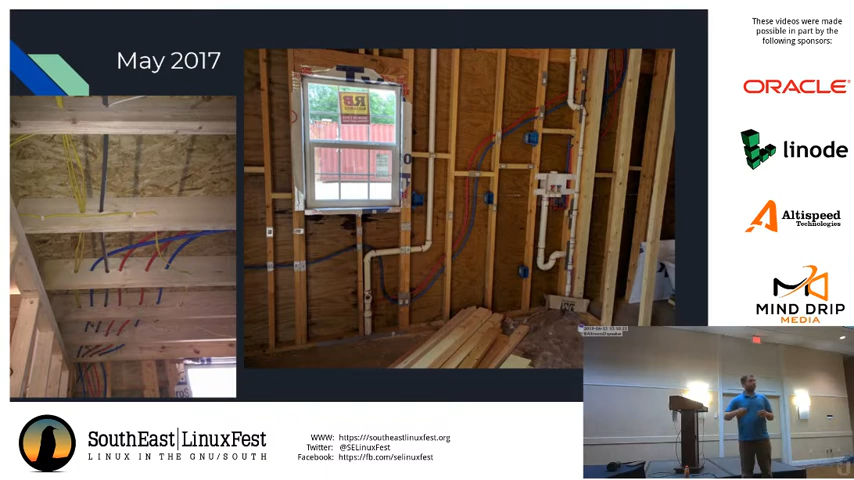 May 2017
These videos were made
possible in part by the
following sponsors:
ORACLE
linode
Altispeed
Technologies
MIND DRIP
MEDIA
RB
SouthEast|LinuxFest
LINUX IN THE GNU/SOUTH
WWW: https://southeastlinuxfest.org
Twitter: @SELinuxFest
Facebook: https://fb.com/selinuxfest